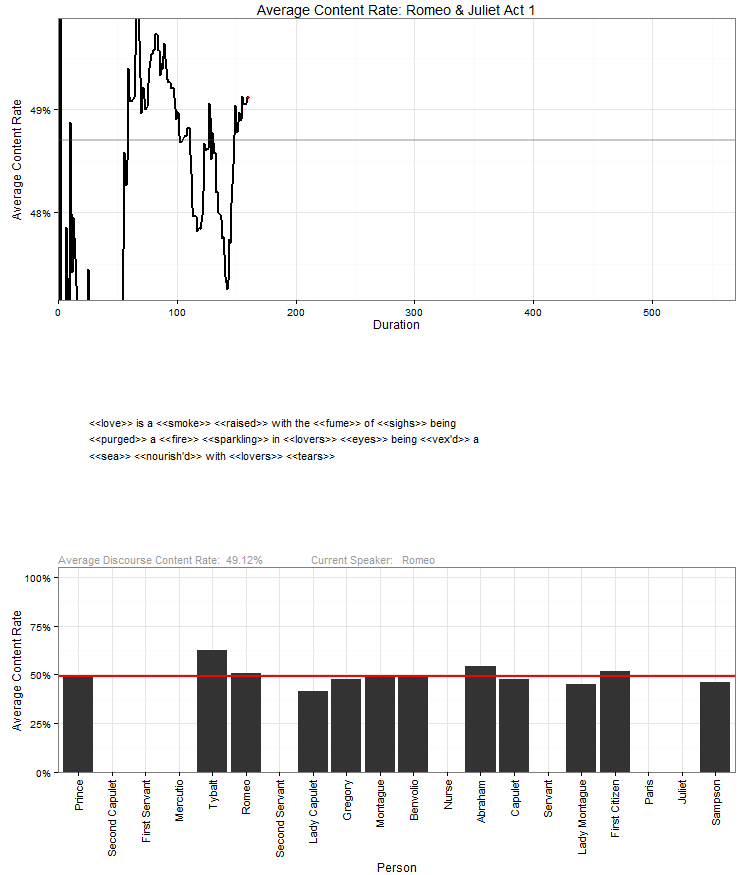 Average Content Rate: Romeo & Juliet Act 1
49%
48%
Average Content Rate
0 100 200 300 400 500
Duration
<<love>> is a <<smoke>> <<raised>> with the <<fume>> of <<sighs>> being
<<purged>> a <<fire>> <<sparkling>> in <<lovers>> <<eyes>> being <<vex'd>> a
<<sea>> <<nourish'd>> with <<lovers>> <<tears>>
Average Discourse Content Rate: 49.12% Current Speaker: Romeo
100%
75%
50%
25%
0%
Average Content Rate
Prince
Second Capulet
First Servant
Mercutio
Tybalt
Romeo
Second Servant
Lady Capulet
Gregory
Montague
Benvolio
Nurse
Abraham
Capulet
Servant
Lady Montague
First Citizen
Paris
Juliet
Sampson
Person